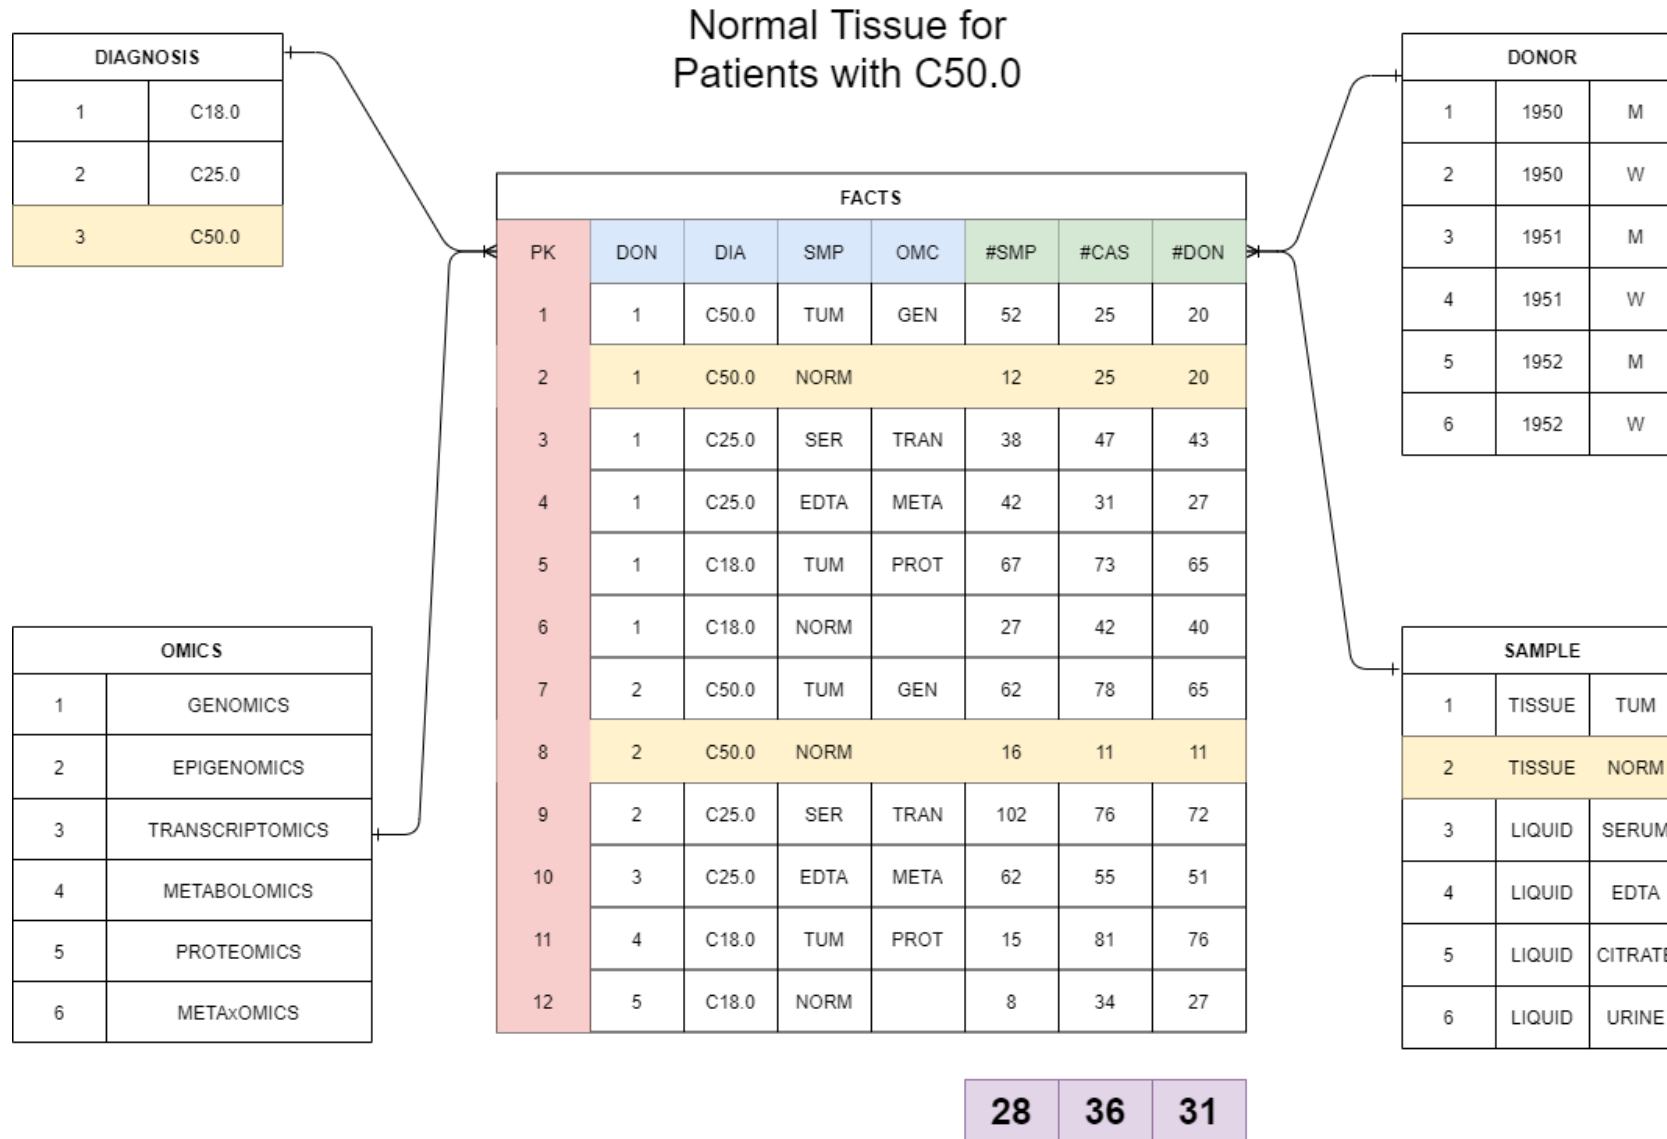 Normal Tissue for
Patients with C50.0
DIAGNOSIS
1 C18.0
2 C25.0
3 C50.0
OMICS
1 GENOMICS
2 EPIGENOMICS
3 TRANSCRIPTOMICS
4 METABOLOMICS
5 PROTEOMICS
6 METAxOMICS
FACTS
PK DON DIA SMP OMC #SMP #CAS #DON
1 1 C50.0 TUM GEN 52 25 20
2 1 C50.0 NORM 12 25 20
3 1 C25.0 SER TRAN 38 47 43
4 1 C25.0 EDTA META 42 31 27
5 1 C18.0 TUM PROT 67 73 65
6 1 C18.0 NORM 27 42 40
7 2 C50.0 TUM GEN 62 78 65
8 2 C50.0 NORM 16 11 11
9 2 C25.0 SER TRAN 102 76 72
10 3 C25.0 EDTA META 62 55 51
11 4 C18.0 TUM PROT 15 81 76
12 5 C18.0 NORM 8 34 27
28 36 31
DONOR
1 1950 M
2 1950 W
3 1951 M
4 1951 W
5 1952 M
6 1952 W
SAMPLE
1 TISSUE TUM
2 TISSUE NORM
3 LIQUID SERUM
4 LIQUID EDTA
5 LIQUID CITRATE
6 LIQUID URINE